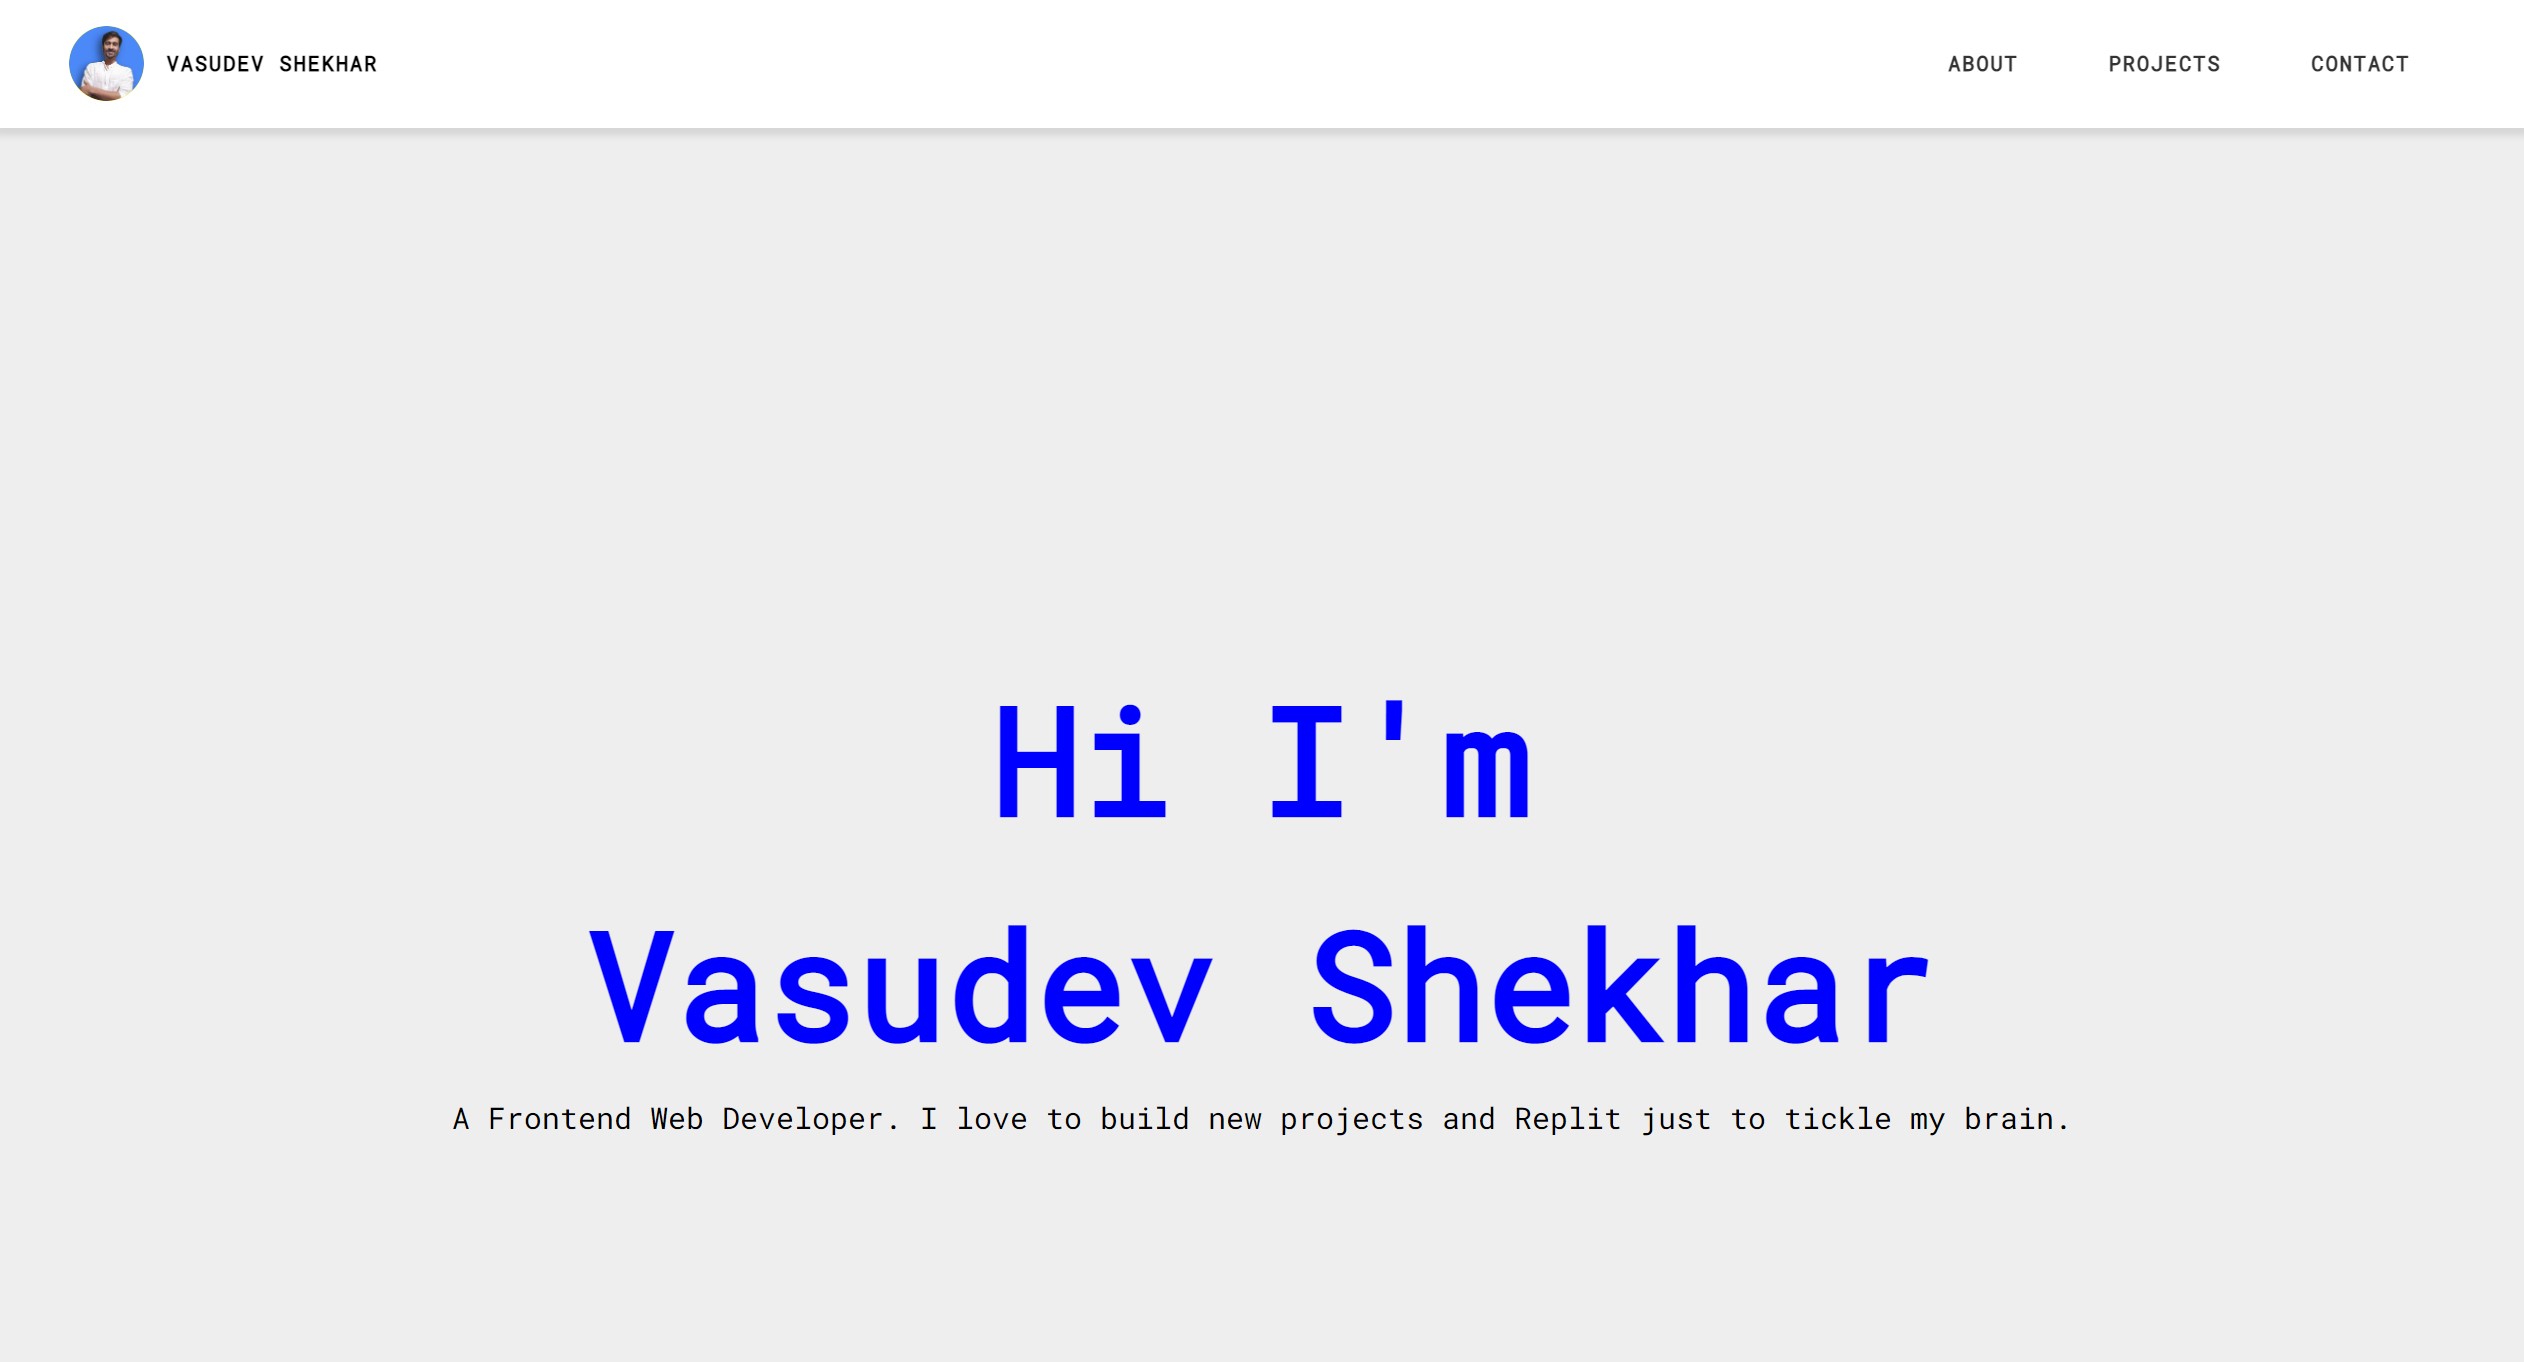 VASUDEV SHEKHAR
ABOUT
PROJECTS
CONTACT
Hi I'm
Vasudev Shekhar
A Frontend Web Developer. I love to build new projects and Replit just to tickle my brain.